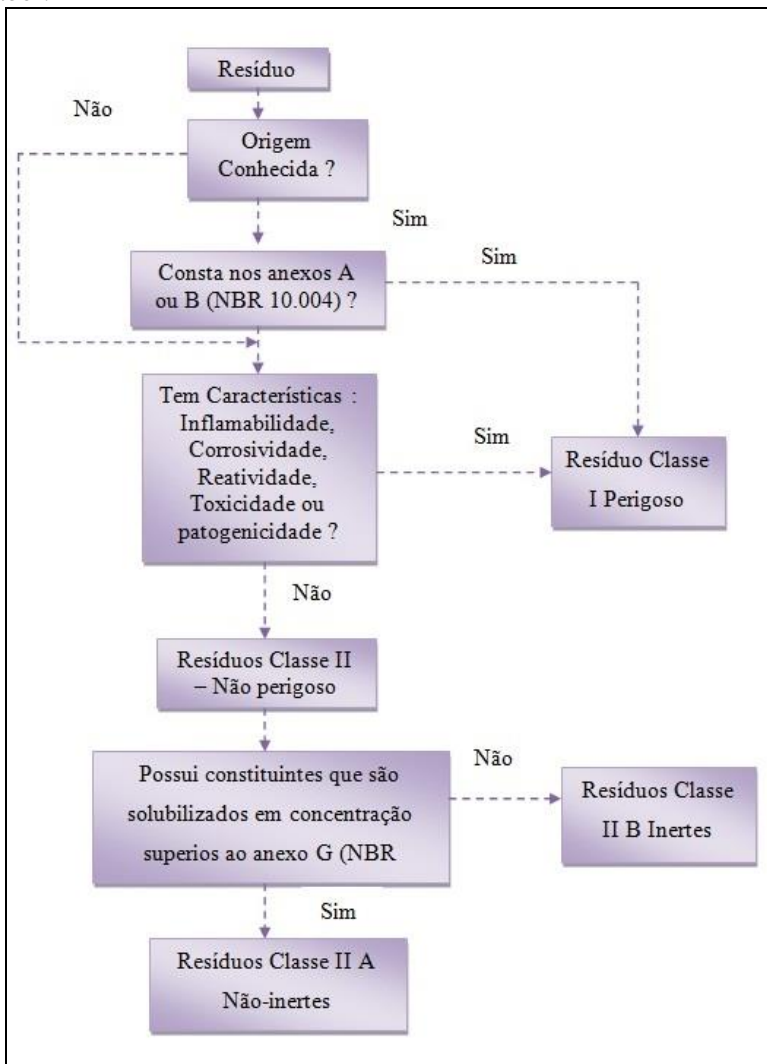 Resíduo
Não
Origem
Conhecida ?
Sim
Consta nos anexos A
ou B (NBR 10.004) ?
Sim
Tem Características :
Inflamabilidade,
Corrosividade,
Reatividade,
Toxicidade ou
patogenicidade ?
Sim
Resíduo Classe
I Perigoso
Não
Resíduos Classe II
– Não perigoso
Possui constituintes que são
solubilizados em concentração
superios ao anexo G (NBR
Não
Resíduos Classe
II B Inertes
Sim
Resíduos Classe II A
Não-inertes